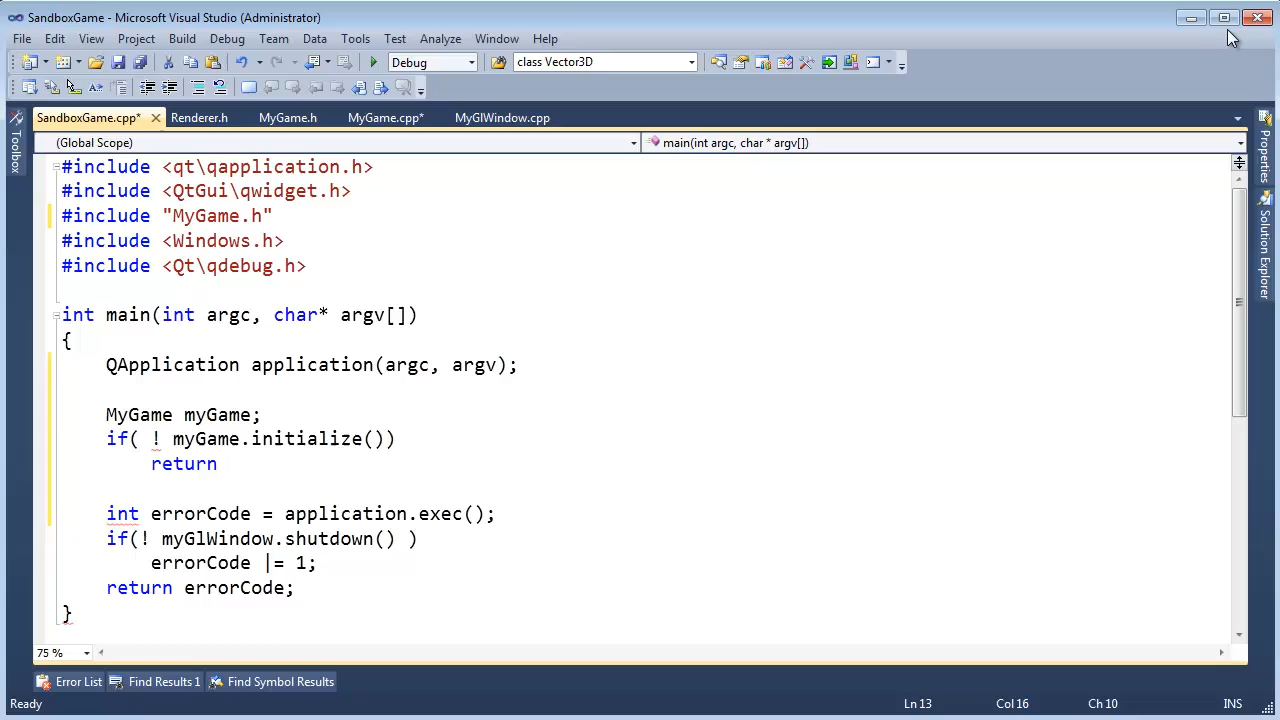 SandboxGame - Microsoft Visual Studio (Administrator)
File Edit View Project Build Debug Team Data Tools Test Analyze Window Help
Debug class Vector3D
SandboxGame.cpp* Renderer.h MyGame.h MyGame.cpp* MyGlWindow.cpp
(Global Scope) main(int argc, char * argv[])
Toolbox
Properties
Solution Explorer
#include <qt\qapplication.h>
#include <QtGui\qwidget.h>
#include "MyGame.h"
#include <Windows.h>
#include <Qt\qdebug.h>
int main(int argc, char* argv[])
{
QApplication application(argc, argv);
MyGame myGame;
if( ! myGame.initialize())
return
int errorCode = application.exec();
if(! myGlWindow.shutdown() )
errorCode |= 1;
return errorCode;
}
75 %
Error List Find Results 1 Find Symbol Results
Ready Ln 13 Col 16 Ch 10 INS